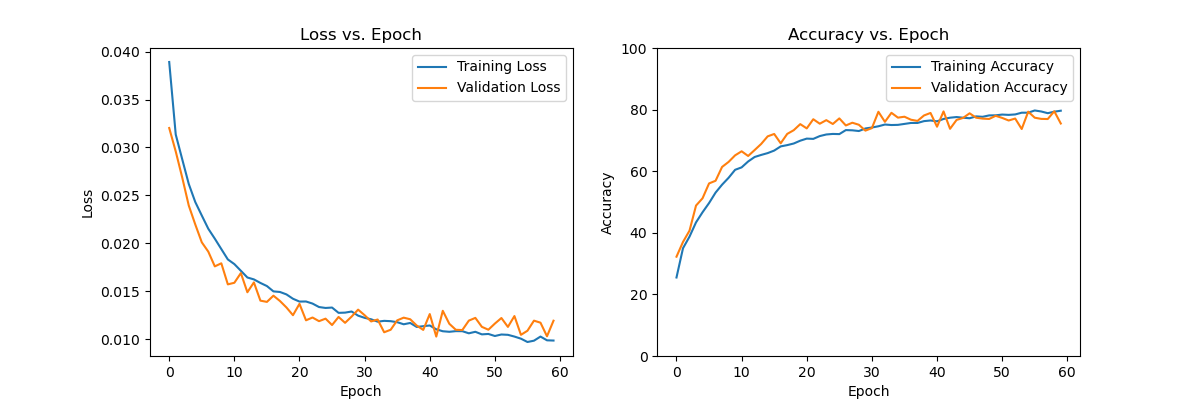 Loss vs. Epoch
Loss
0.040
0.035
0.030
0.025
0.020
0.015
0.010
Training Loss
Validation Loss
0 10 20 30 40 50 60
Epoch
Accuracy vs. Epoch
Accuracy
100
80
60
40
20
0
Training Accuracy
Validation Accuracy
0 10 20 30 40 50 60
Epoch